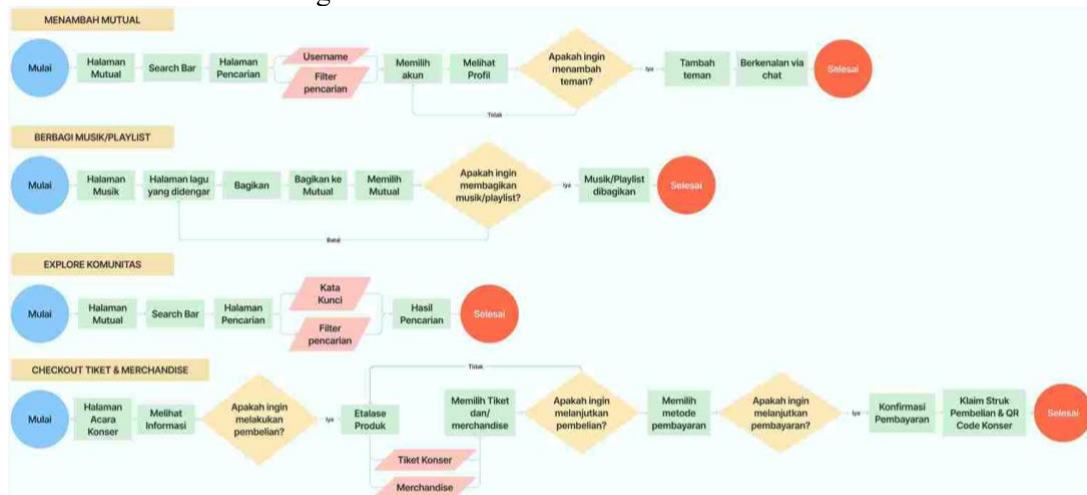 MENAMBAH MUTUAL
Mulai
Halaman
Mutual
Search Bar
Halaman
Pencarian
Username
Filter
pencarian
Memilih
akun
Melihat
Profil
Apakah ingin
menambah
teman?
Iya
Tidak
Tambah
teman
Berkenalan via
chat
Selesai
BERBAGI MUSIK/PLAYLIST
Mulai
Halaman
Musik
Halaman lagu
yang didengar
Bagikan
Bagikan ke
Mutual
Memilih
Mutual
Apakah ingin
membagikan
musik/playlist?
Iya
Batal
Musik/Playlist
dibagikan
Selesai
EXPLORE KOMUNITAS
Mulai
Halaman
Mutual
Search Bar
Halaman
Pencarian
Kata
Kunci
Filter
pencarian
Hasil
Pencarian
Selesai
CHECKOUT TIKET & MERCHANDISE
Mulai
Halaman
Acara
Konser
Melihat
Informasi
Apakah ingin
melakukan
pembelian?
Iya
Etalase
Produk
Tiket Konser
Merchandise
Memilih Tiket
dan/
merchandise
Tidak
Apakah ingin
melanjutkan
pembelian?
Memilih
metode
pembayaran
Apakah ingin
melanjutkan
pembayaran?
Iya
Konfirmasi
Pembayaran
Klaim Struk
Pembelian & QR
Code Konser
Selesai